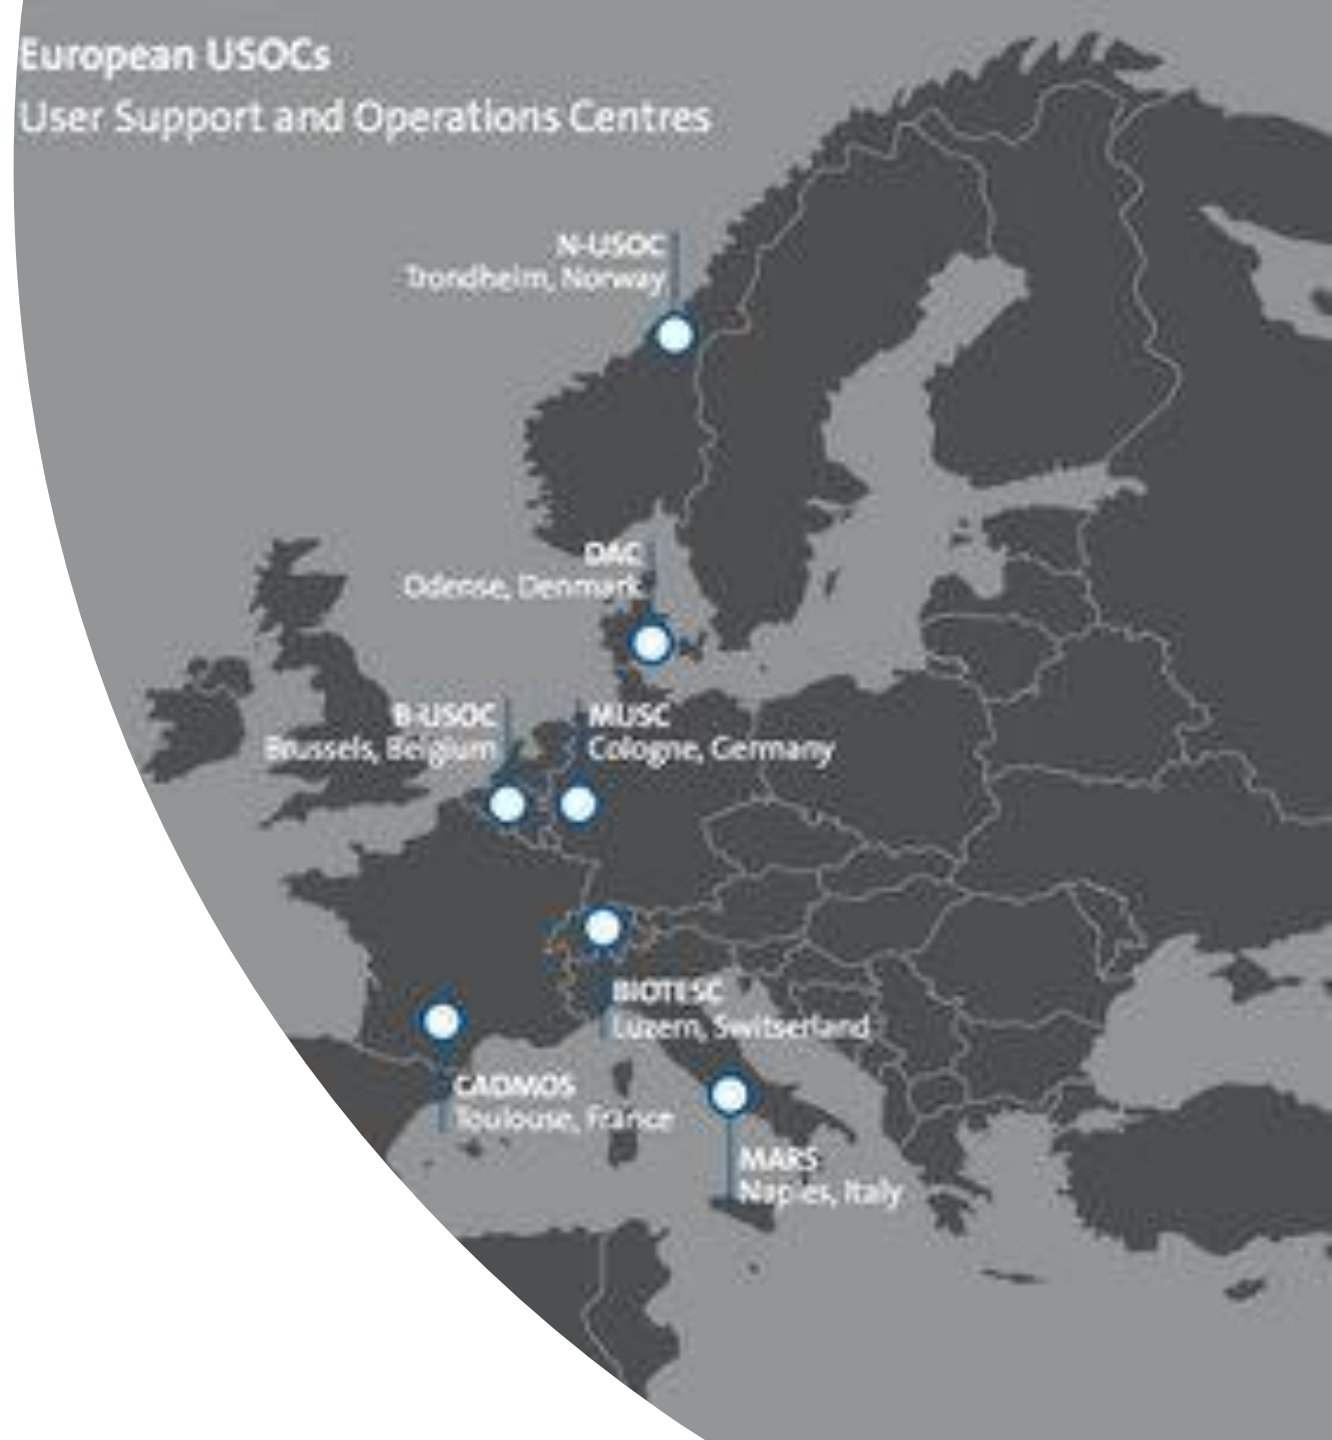 European USOCs
User Support and Operations Centres
N-USOC
Trondheim, Norway
DAC
Odense, Denmark
B-USOC
Brussels, Belgium
MUSC
Cologne, Germany
BIOTESC
Luzern, Switserland
CADMOS
Toulouse, France
MARS
Naples, Italy